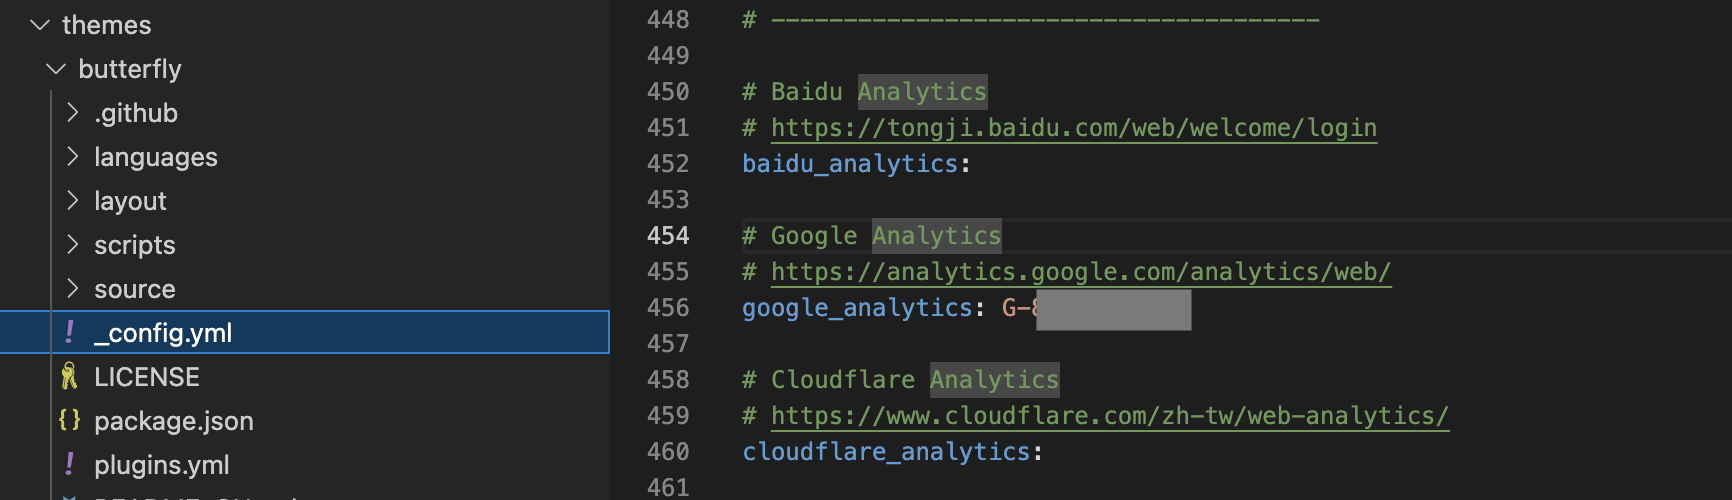 themes
butterfly
.github
languages
layout
scripts
source
! _config.yml
LICENSE
{} package.json
! plugins.yml
448 # --------------------------------------
449
450 # Baidu Analytics
451 # https://tongji.baidu.com/web/welcome/login
452 baidu_analytics:
453
454 # Google Analytics
455 # https://analytics.google.com/analytics/web/
456 google_analytics: G-
457
458 # Cloudflare Analytics
459 # https://www.cloudflare.com/zh-tw/web-analytics/
460 cloudflare_analytics:
461